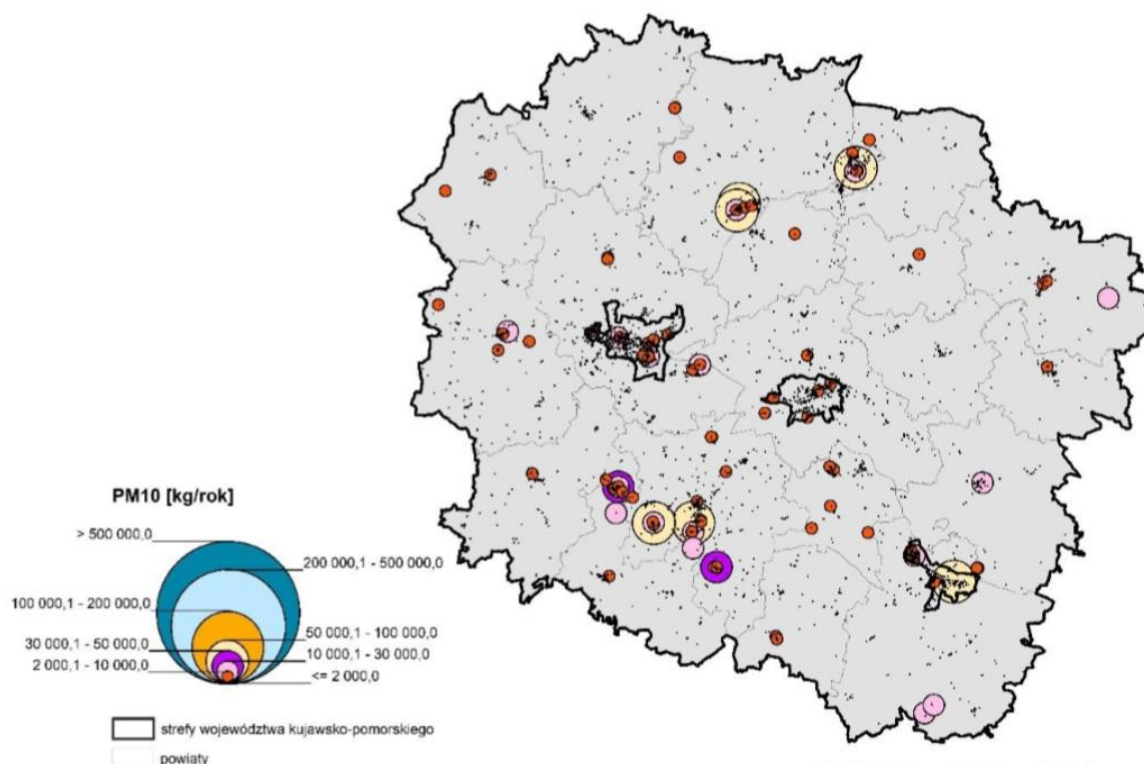 PM10 [kg/rok]
> 500 000,0
200 000,1 - 500 000,0
100 000,1 - 200 000,0
50 000,1 - 100 000,0
30 000,1 - 50 000,0
10 000,1 - 30 000,0
2 000,1 - 10 000,0
<= 2 000,0
strefy województwa kujawsko-pomorskiego
powiaty